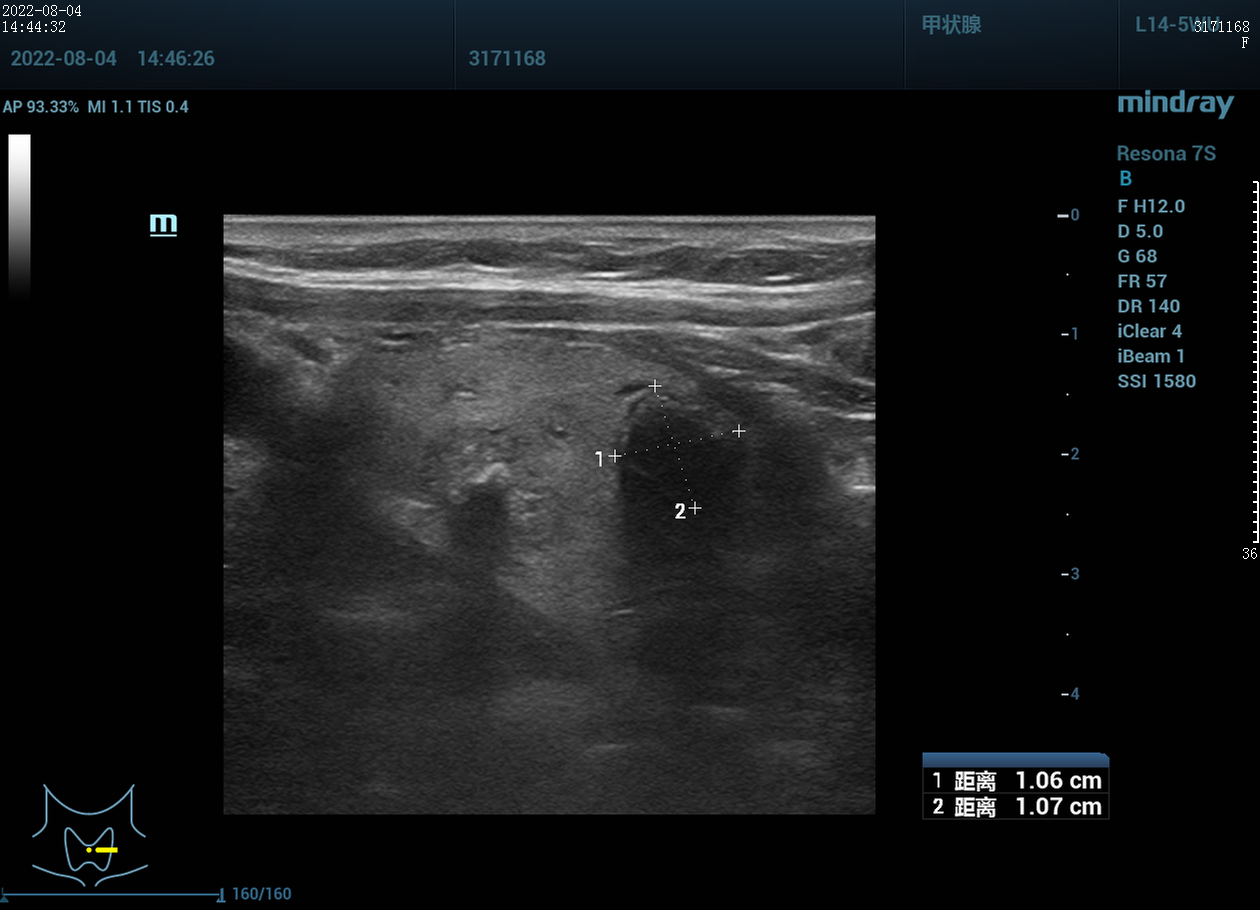 2022-08-04
14:44:32
甲状腺
L14-5WU
3171168
F
2022-08-04 14:46:26
3171168
AP 93.33% MI 1.1 TIS 0.4
mindray
Resona 7S
B
m
F H12.0
D 5.0
G 68
FR 57
DR 140
iClear 4
iBeam 1
SSI 1580
0
1
2
3
4
36
1
2
1 距离 1.06 cm
2 距离 1.07 cm
160/160